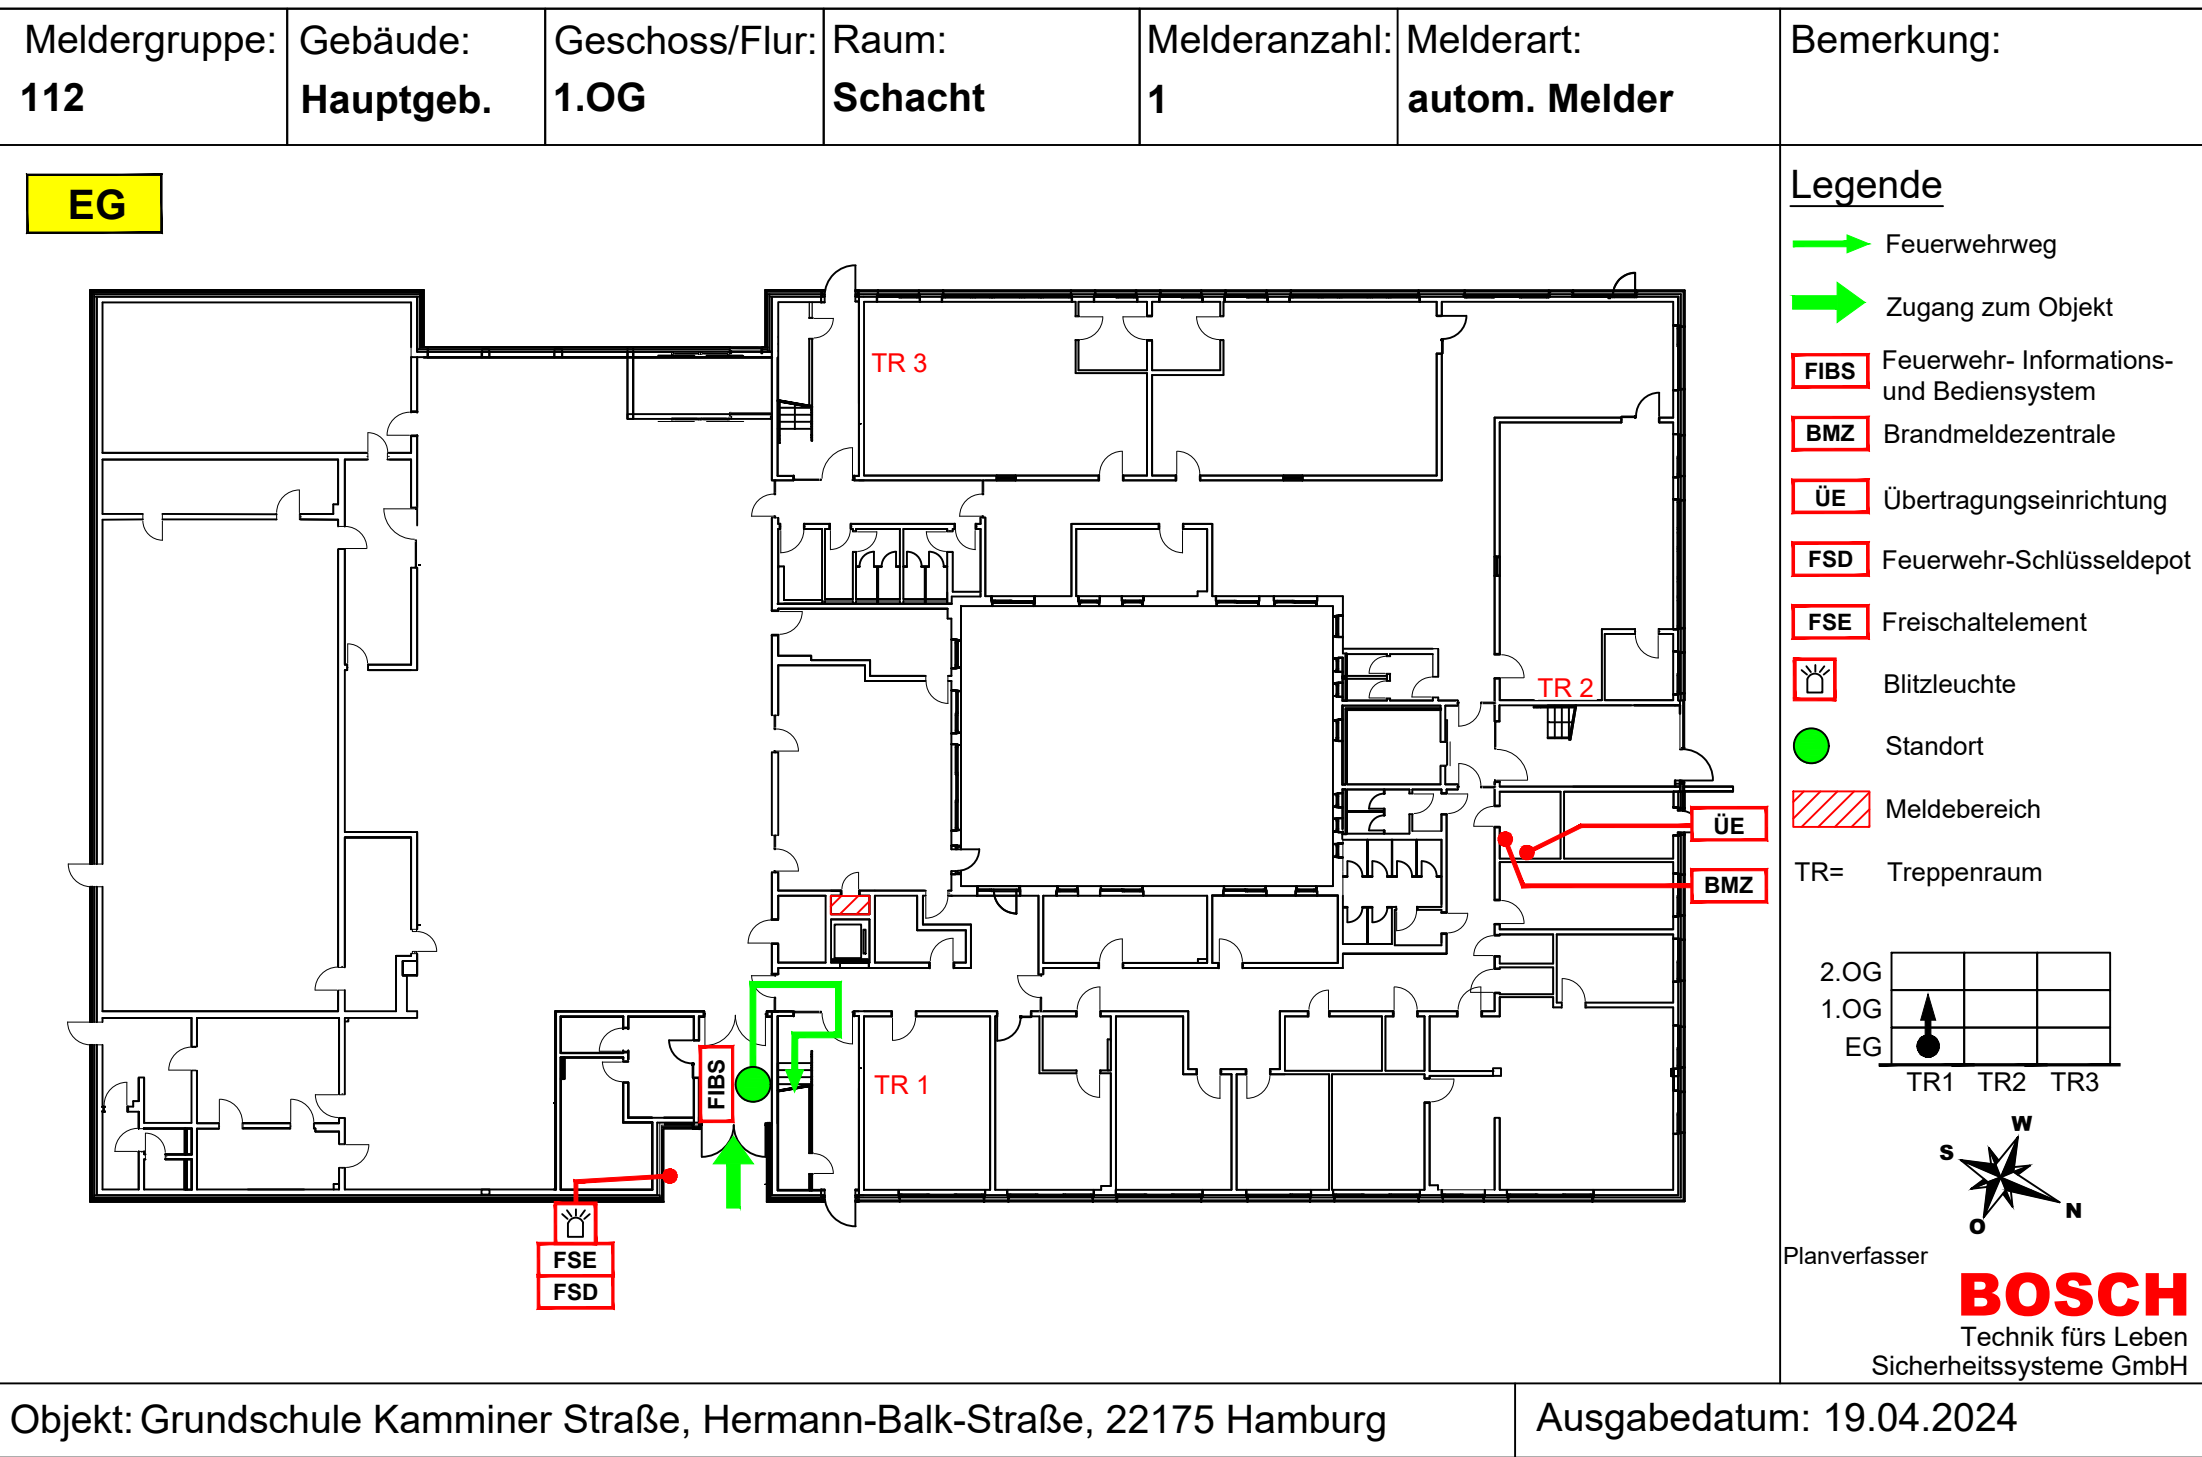 Meldergruppe:
112
Gebäude:
Hauptgeb.
Geschoss/Flur:
1.OG
Raum:
Schacht
Melderanzahl:
1
Melderart:
autom. Melder
Bemerkung:
EG
TR 3
TR 2
TR 1
FIBS
ÜE
BMZ
FSE
FSD
Legende
Feuerwehrweg
Zugang zum Objekt
FIBS
Feuerwehr- Informations-
und Bediensystem
BMZ Brandmeldezentrale
ÜE Übertragungseinrichtung
FSD Feuerwehr-Schlüsseldepot
FSE Freischaltelement
Blitzleuchte
Standort
Meldebereich
TR= Treppenraum
2.OG
1.OG
EG
TR1 TR2 TR3
W
S
N
O
Planverfasser
BOSCH
Technik fürs Leben
Sicherheitssysteme GmbH
Objekt: Grundschule Kamminer Straße, Hermann-Balk-Straße, 22175 Hamburg
Ausgabedatum: 19.04.2024